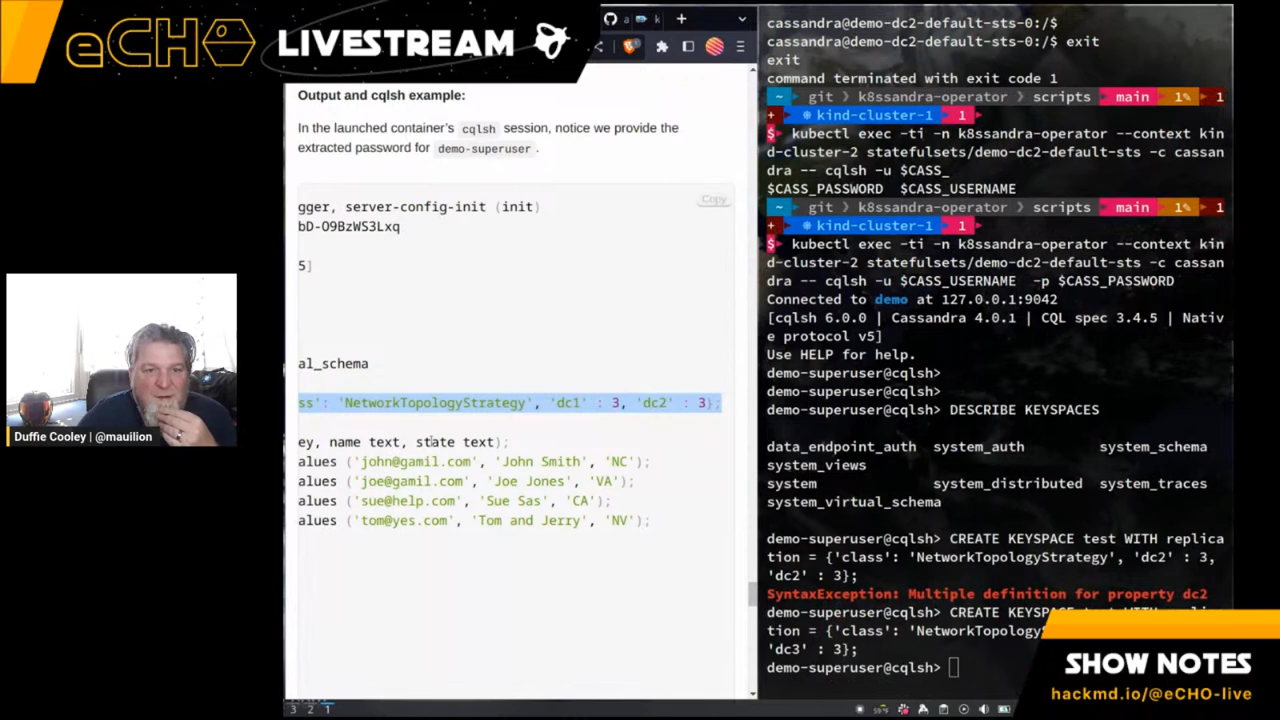 eCHO LIVESTREAM
Output and cqlsh example:
In the launched container's cqlsh session, notice we provide the
extracted password for demo-superuser .
Copy
gger, server-config-init (init)
bD-O9BzWS3Lxq
5]
al_schema
ss': 'NetworkTopologyStrategy', 'dc1' : 3, 'dc2' : 3};
ey, name text, state text);
alues ('john@gamil.com', 'John Smith', 'NC');
alues ('joe@gamil.com', 'Joe Jones', 'VA');
alues ('sue@help.com', 'Sue Sas', 'CA');
alues ('tom@yes.com', 'Tom and Jerry', 'NV');
Duffie Cooley | @mauilion
cassandra@demo-dc2-default-sts-0:/$
cassandra@demo-dc2-default-sts-0:/$ exit
exit
command terminated with exit code 1
~ git k8ssandra-operator scripts main 1% 1
+ kind-cluster-1 1
$ kubectl exec -ti -n k8ssandra-operator --context kin
d-cluster-2 statefulsets/demo-dc2-default-sts -c cassan
dra -- cqlsh -u $CASS_
$CASS_PASSWORD $CASS_USERNAME
~ git k8ssandra-operator scripts main 1% 1
+ kind-cluster-1 1
$ kubectl exec -ti -n k8ssandra-operator --context kin
d-cluster-2 statefulsets/demo-dc2-default-sts -c cassan
dra -- cqlsh -u $CASS_USERNAME -p $CASS_PASSWORD
Connected to demo at 127.0.0.1:9042
[cqlsh 6.0.0 | Cassandra 4.0.1 | CQL spec 3.4.5 | Nativ
e protocol v5]
Use HELP for help.
demo-superuser@cqlsh>
demo-superuser@cqlsh>
demo-superuser@cqlsh> DESCRIBE KEYSPACES
data_endpoint_auth system_auth system_schema
system_views
system system_distributed system_traces
system_virtual_schema
demo-superuser@cqlsh> CREATE KEYSPACE test WITH replica
tion = {'class': 'NetworkTopologyStrategy', 'dc2' : 3,
'dc2' : 3};
SyntaxException: Multiple definition for property dc2
demo-superuser@cqlsh> CREATE KEYSPACE test WITH
tion = {'class': 'NetworkTopologyS
'dc3' : 3};
demo-superuser@cqlsh>
SHOW NOTES
hackmd.io/@eCHO-live
3 2 1